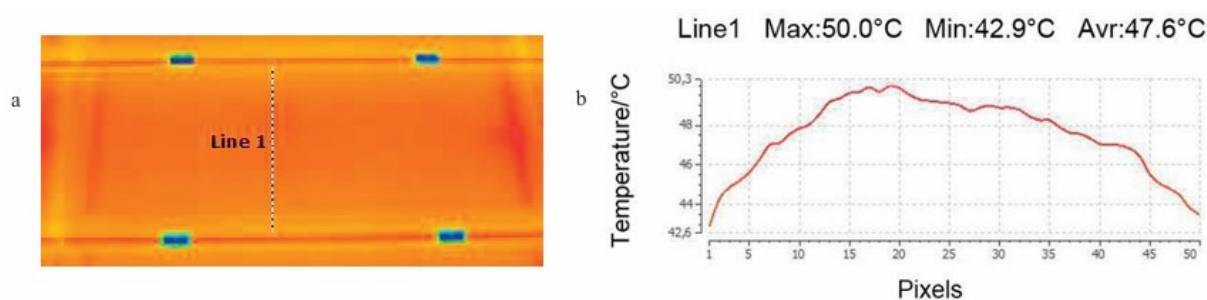 a
Line 1
b
Line1 Max:50.0°C Min:42.9°C Avr:47.6°C
Temperature/°C
50,3
48
46
44
42,6
1 5 10 15 20 25 30 35 40 45 50
Pixels